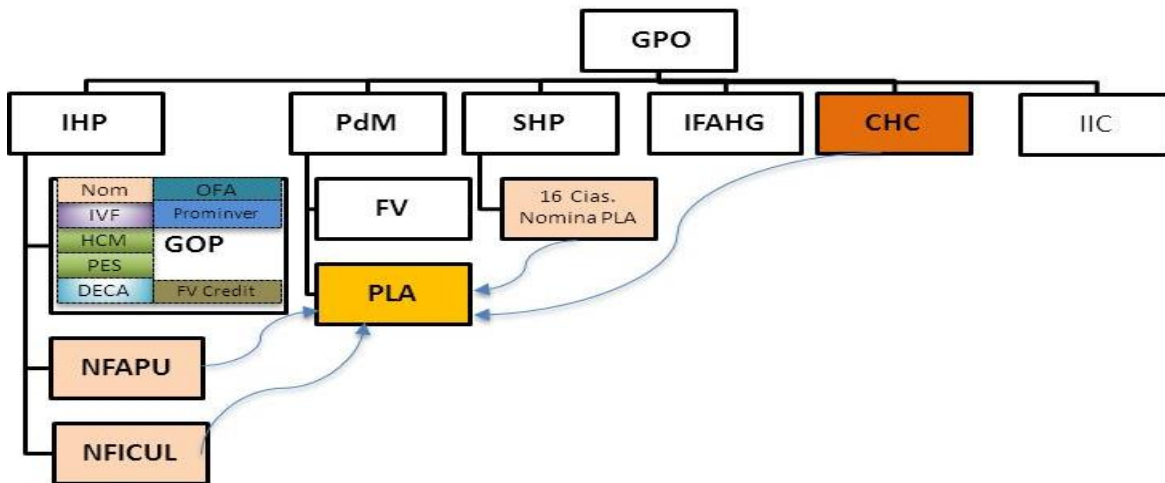 GPO
IHP
PdM
SHP
IFAHG
CHC
IIC
Nom
OFA
IVF
Prominver
HCM
GOP
PES
DECA
FV Credit
FV
16 Cias.
Nomina PLA
PLA
NFAPU
NFICUL